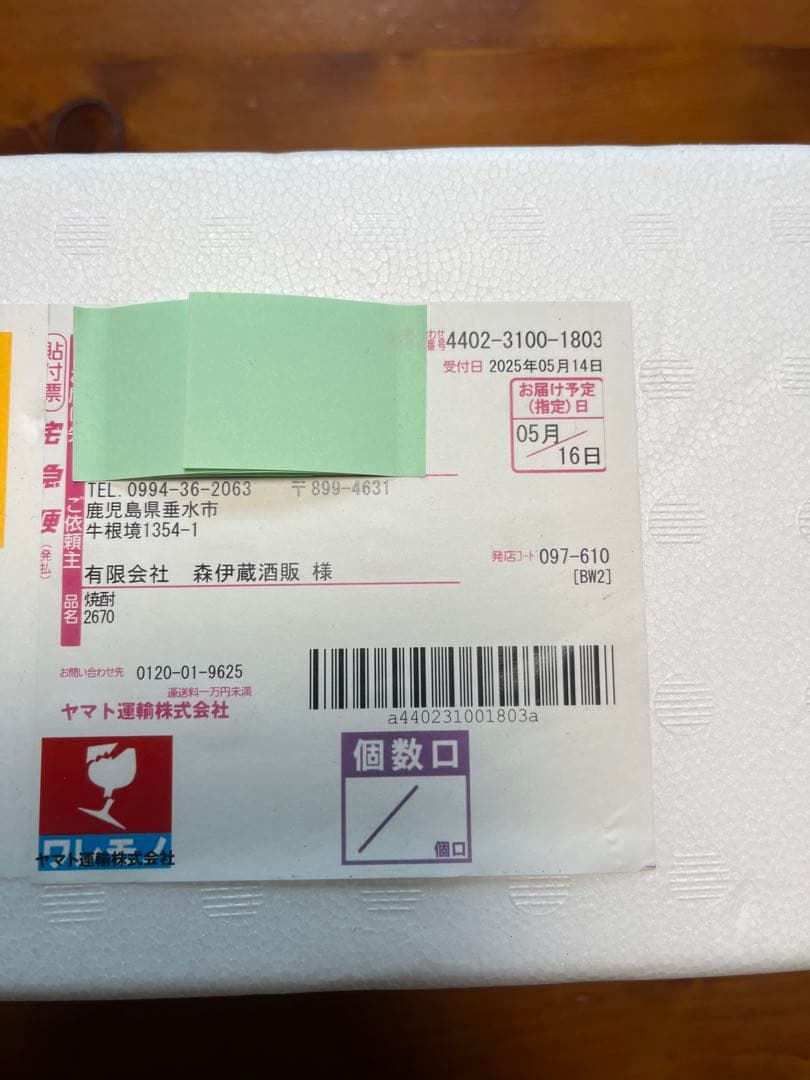 貼付票
宅急便
(発払)
わせ
番号
4402-3100-1803
受付日 2025年05月14日
お届け予定
(指定)日
05月
16日
ご依頼主
TEL.0994-36-2063 〒899-4631
鹿児島県垂水市
牛根境1354-1
有限会社 森伊蔵酒販 様
発店コード 097-610
[BW2]
品名
焼酎
2670
お問い合わせ先 0120-01-9625
運送料一万円未満
ヤマト運輸株式会社
a440231001803a
ワレモノ
ヤマト運輸株式会社
個数口
個口